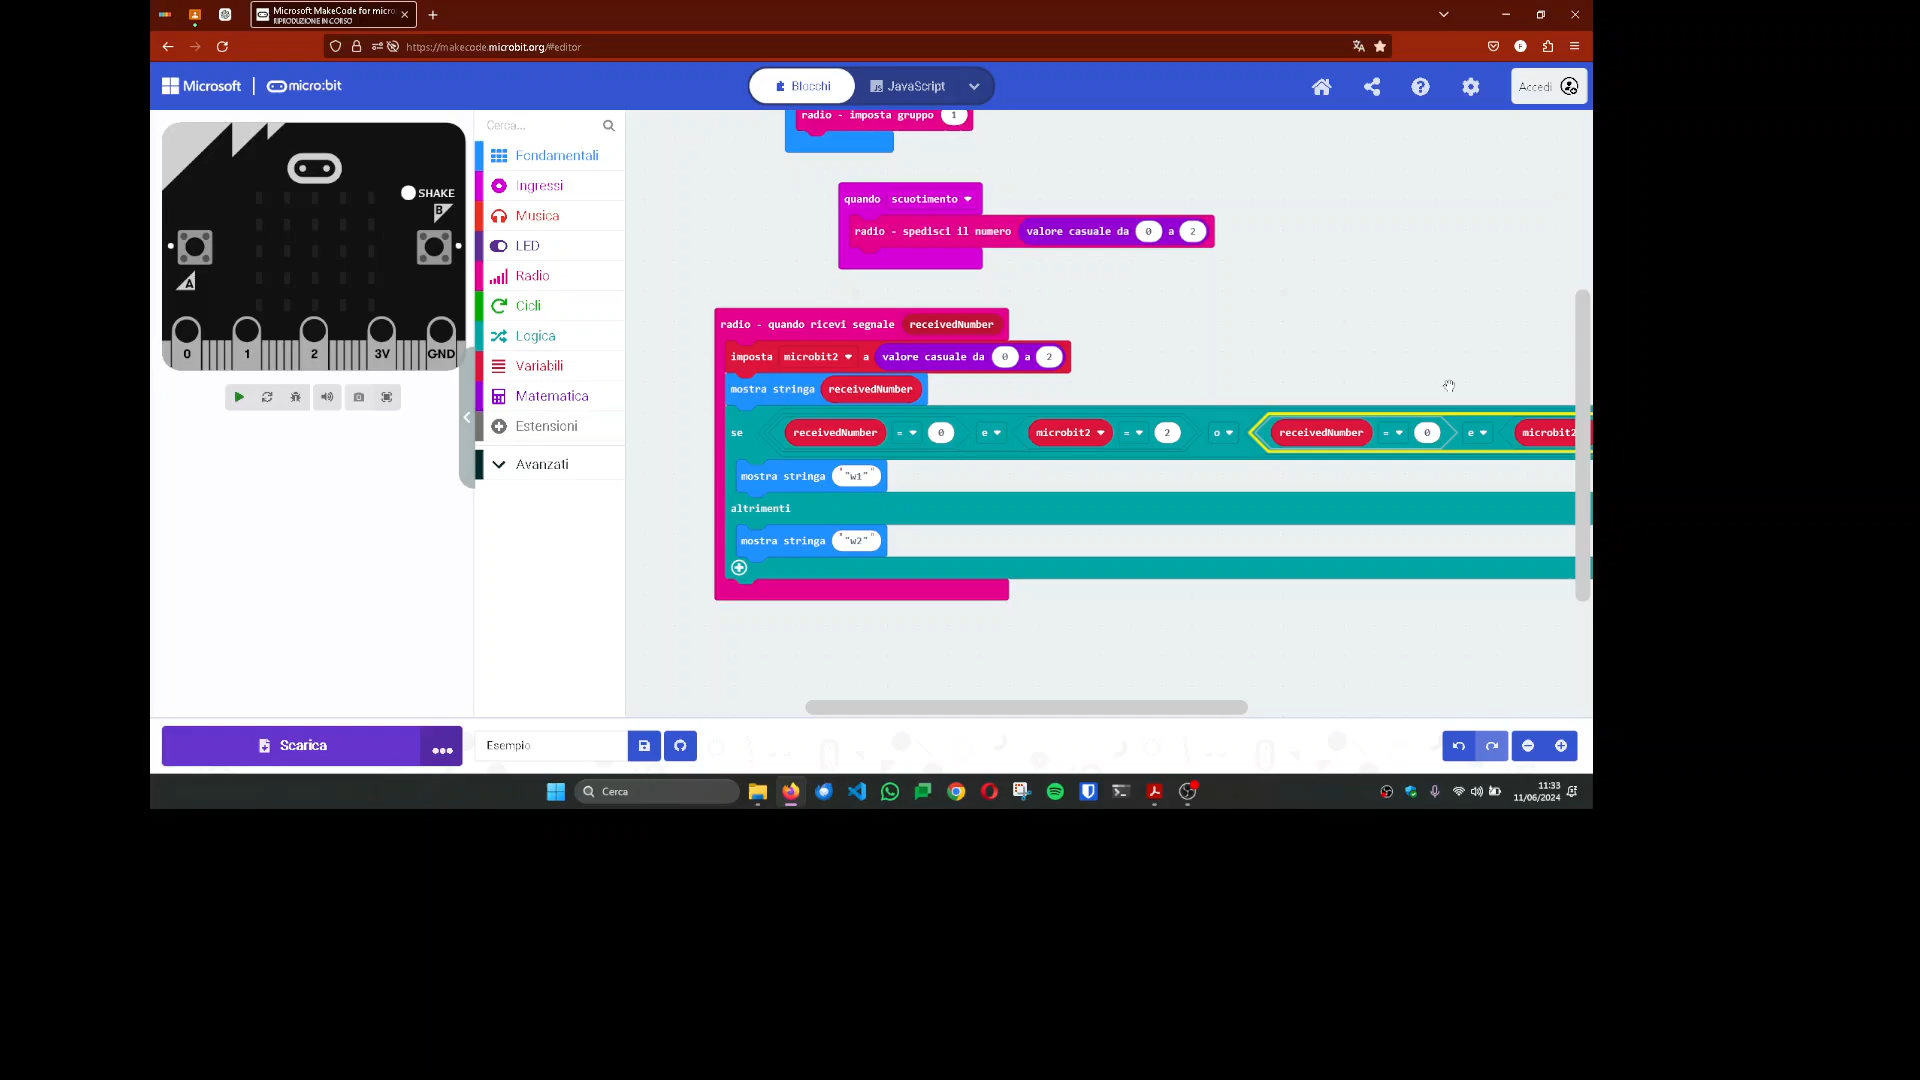 Microsoft MakeCode for micro
RIPRODUZIONE IN CORSO
https://makecode.microbit.org/#editor
Microsoft
micro:bit
Blocchi
JavaScript
Accedi
SHAKE
B
A
0 1 2 3V GND
Cerca...
Fondamentali
Ingressi
Musica
LED
Radio
Cicli
Logica
Variabili
Matematica
Estensioni
Avanzati
radio - imposta gruppo 1
quando scuotimento
radio - spedisci il numero valore casuale da 0 a 2
radio - quando ricevi segnale receivedNumber
imposta microbit2 a valore casuale da 0 a 2
mostra stringa receivedNumber
se receivedNumber = 0 e microbit2 = 2 o receivedNumber = 0 e microbit2
mostra stringa ""w1""
altrimenti
mostra stringa ""w2""
Scarica
Esempio
Cerca
11:33
11/06/2024